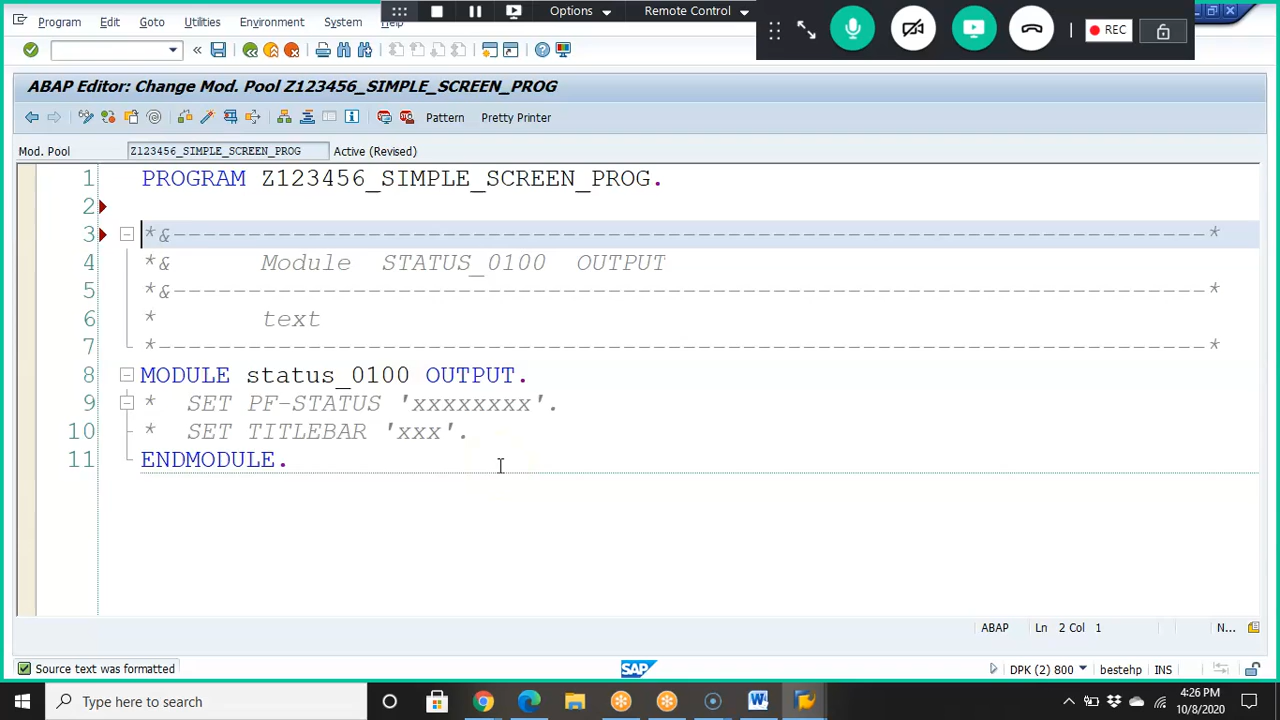 Program Edit Goto Utilities Environment System Help
Options Remote Control
REC
ABAP Editor: Change Mod. Pool Z123456_SIMPLE_SCREEN_PROG
Pattern Pretty Printer
Mod. Pool Z123456_SIMPLE_SCREEN_PROG Active (Revised)
1 PROGRAM Z123456_SIMPLE_SCREEN_PROG.
2
3 *&---------------------------------------------------------------------*
4 *& Module STATUS_0100 OUTPUT
5 *&---------------------------------------------------------------------*
6 * text
7 *----------------------------------------------------------------------*
8 MODULE status_0100 OUTPUT.
9 * SET PF-STATUS 'xxxxxxxx'.
10 * SET TITLEBAR 'xxx'.
11 ENDMODULE.
ABAP Ln 2 Col 1 N...
Source text was formatted SAP DPK (2) 800 bestehp INS
Type here to search
4:26 PM
10/8/2020